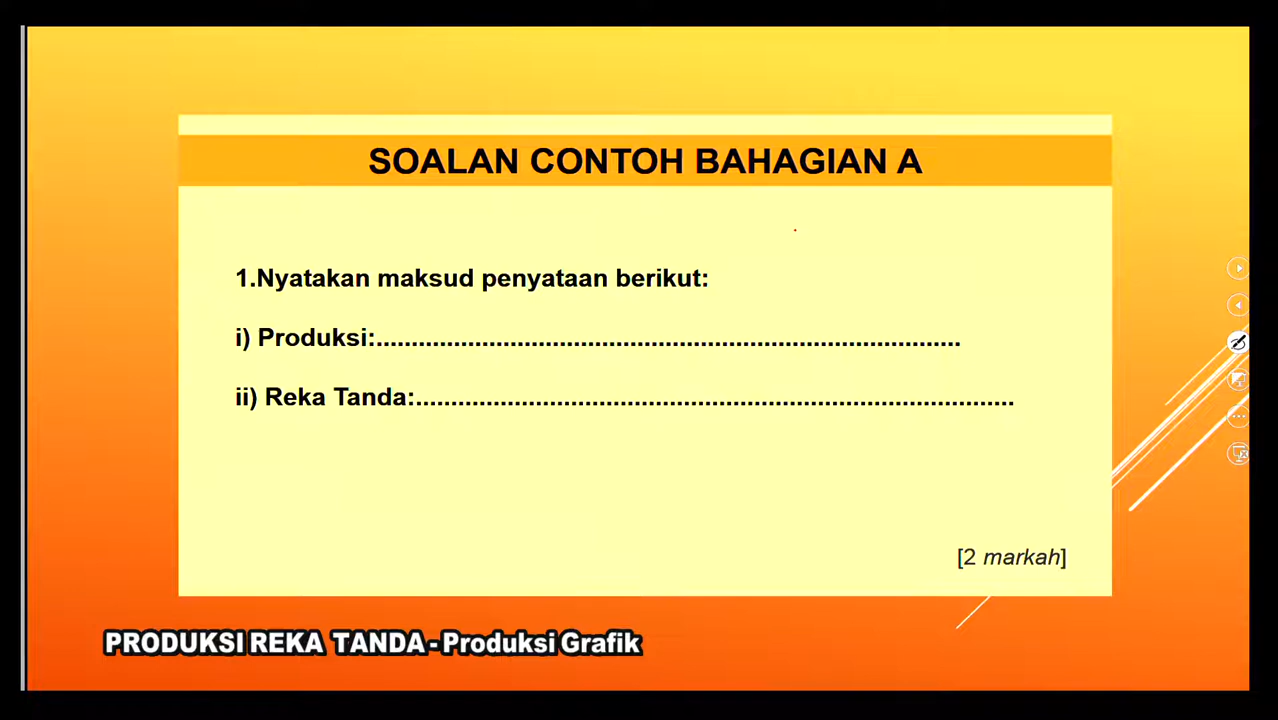 SOALAN CONTOH BAHAGIAN A
1.Nyatakan maksud penyataan berikut:
i) Produksi:...................................................................................
ii) Reka Tanda:.....................................................................................
[2 markah]
PRODUKSI REKA TANDA - Produksi Grafik